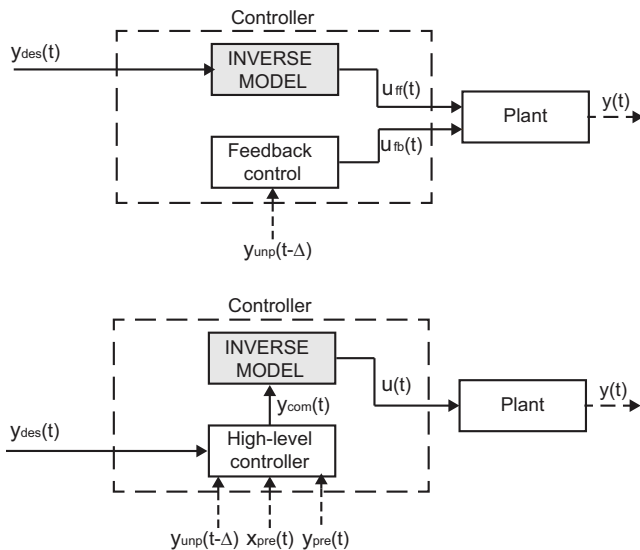 Controller
ydes(t)
INVERSE
MODEL
uff(t)
Plant
y(t)
Feedback
control
ufb(t)
yunp(t-Δ)
Controller
INVERSE
MODEL
u(t)
Plant
y(t)
ycom(t)
ydes(t)
High-level
controller
yunp(t-Δ) xpre(t) ypre(t)